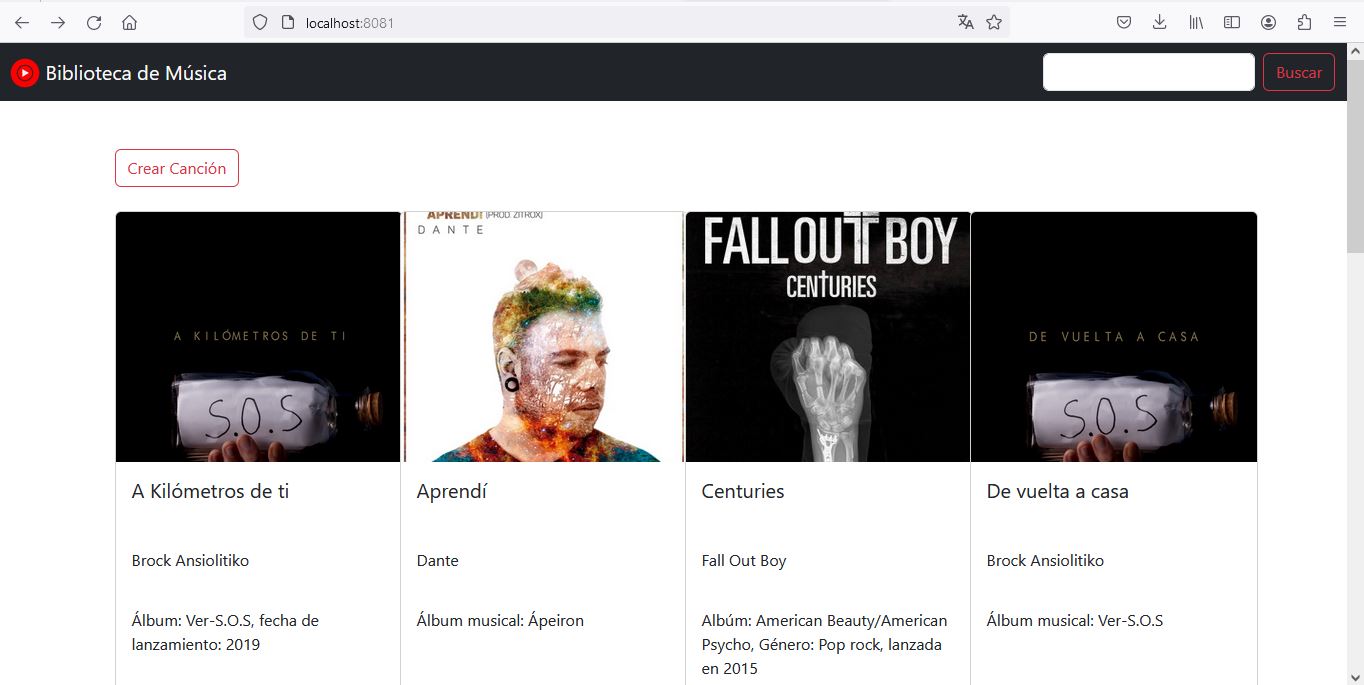 localhost:8081
Biblioteca de Música
Buscar
Crear Canción
A KILÓMETROS DE TI
S.O.S
APRENDÍ (PROD. ZITROX)
DANTE
FALL OUT BOY
CENTURIES
DE VUELTA A CASA
S.O.S
A Kilómetros de ti
Aprendí
Centuries
De vuelta a casa
Brock Ansiolitiko
Dante
Fall Out Boy
Brock Ansiolitiko
Álbum: Ver-S.O.S, fecha de
lanzamiento: 2019
Álbum musical: Ápeiron
Albúm: American Beauty/American
Psycho, Género: Pop rock, lanzada
en 2015
Álbum musical: Ver-S.O.S